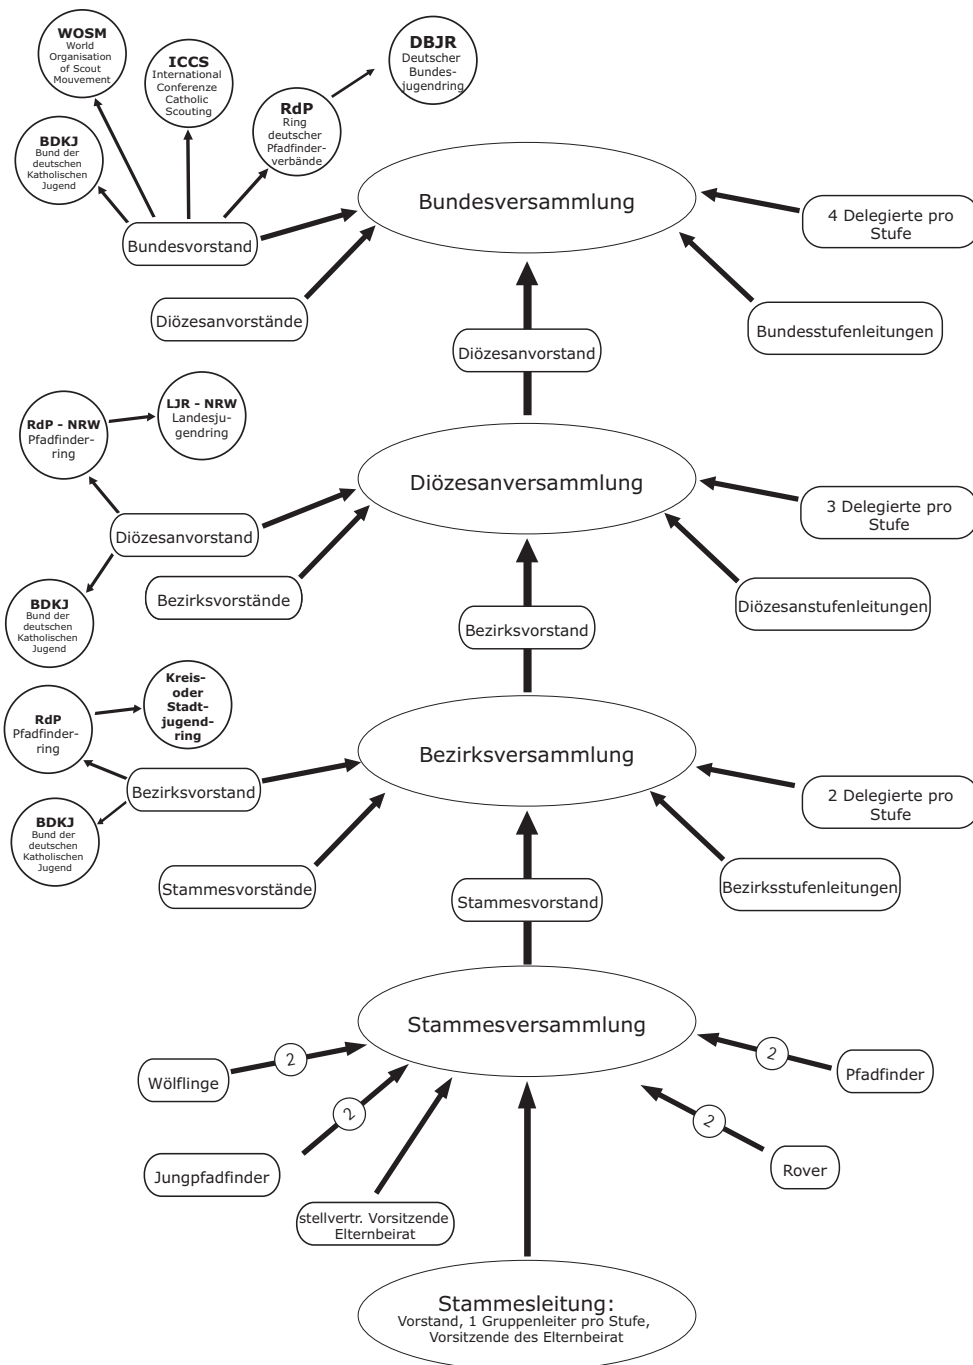 WOSM
World
Organisation
of Scout
Mouvement
ICCS
International
Conferenze
Catholic
Scouting
DBJR
Deutscher
Bundes-
jugendring
RdP
Ring
deutscher
Pfadfinder-
verbände
BDKJ
Bund der
deutschen
Katholischen
Jugend
Bundesvorstand
Bundesversammlung
4 Delegierte pro
Stufe
Diözesanvorstände
Bundesstufenleitungen
Diözesanvorstand
RdP - NRW
Pfadfinder-
ring
LJR - NRW
Landesju-
gendring
Diözesanversammlung
3 Delegierte pro
Stufe
Diözesanvorstand
Bezirksvorstände
Diözesanstufenleitungen
BDKJ
Bund der
deutschen
Katholischen
Jugend
Bezirksvorstand
Kreis-
oder
Stadt-
jugend-
ring
RdP
Pfadfinder-
ring
Bezirksversammlung
Bezirksvorstand
2 Delegierte pro
Stufe
BDKJ
Bund der
deutschen
Katholischen
Jugend
Stammesvorstände
Bezirksstufenleitungen
Stammesvorstand
Stammesversammlung
Wölflinge
2
2
Pfadfinder
Jungpfadfinder
2
2
Rover
stellvertr. Vorsitzende
Elternbeirat
Stammesleitung:
Vorstand, 1 Gruppenleiter pro Stufe,
Vorsitzende des Elternbeirat